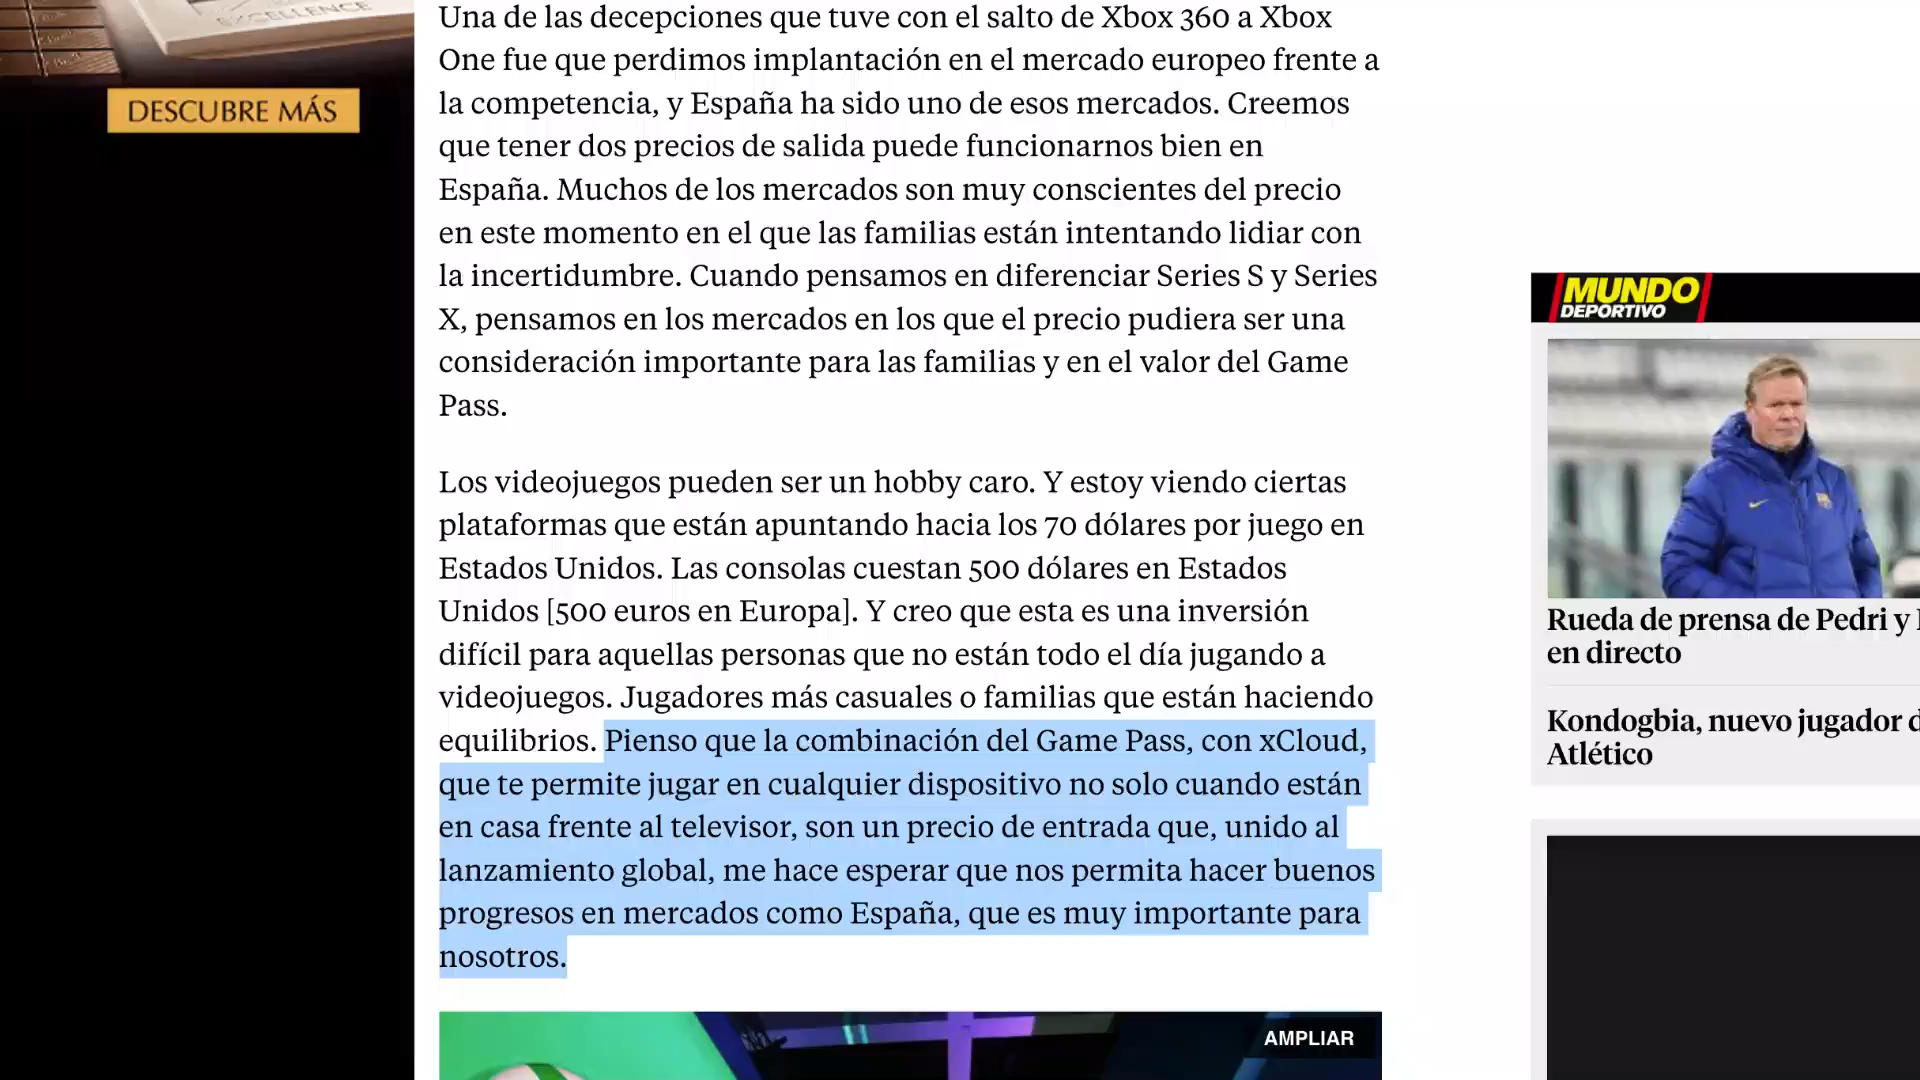 EXCELLENCE
DESCUBRE MÁS
Una de las decepciones que tuve con el salto de Xbox 360 a Xbox
One fue que perdimos implantación en el mercado europeo frente a
la competencia, y España ha sido uno de esos mercados. Creemos
que tener dos precios de salida puede funcionarnos bien en
España. Muchos de los mercados son muy conscientes del precio
en este momento en el que las familias están intentando lidiar con
la incertidumbre. Cuando pensamos en diferenciar Series S y Series
X, pensamos en los mercados en los que el precio pudiera ser una
consideración importante para las familias y en el valor del Game
Pass.
Los videojuegos pueden ser un hobby caro. Y estoy viendo ciertas
plataformas que están apuntando hacia los 70 dólares por juego en
Estados Unidos. Las consolas cuestan 500 dólares en Estados
Unidos [500 euros en Europa]. Y creo que esta es una inversión
difícil para aquellas personas que no están todo el día jugando a
videojuegos. Jugadores más casuales o familias que están haciendo
equilibrios. Pienso que la combinación del Game Pass, con xCloud,
que te permite jugar en cualquier dispositivo no solo cuando están
en casa frente al televisor, son un precio de entrada que, unido al
lanzamiento global, me hace esperar que nos permita hacer buenos
progresos en mercados como España, que es muy importante para
nosotros.
AMPLIAR
MUNDO
DEPORTIVO
Rueda de prensa de Pedri y
en directo
Kondogbia, nuevo jugador d
Atlético